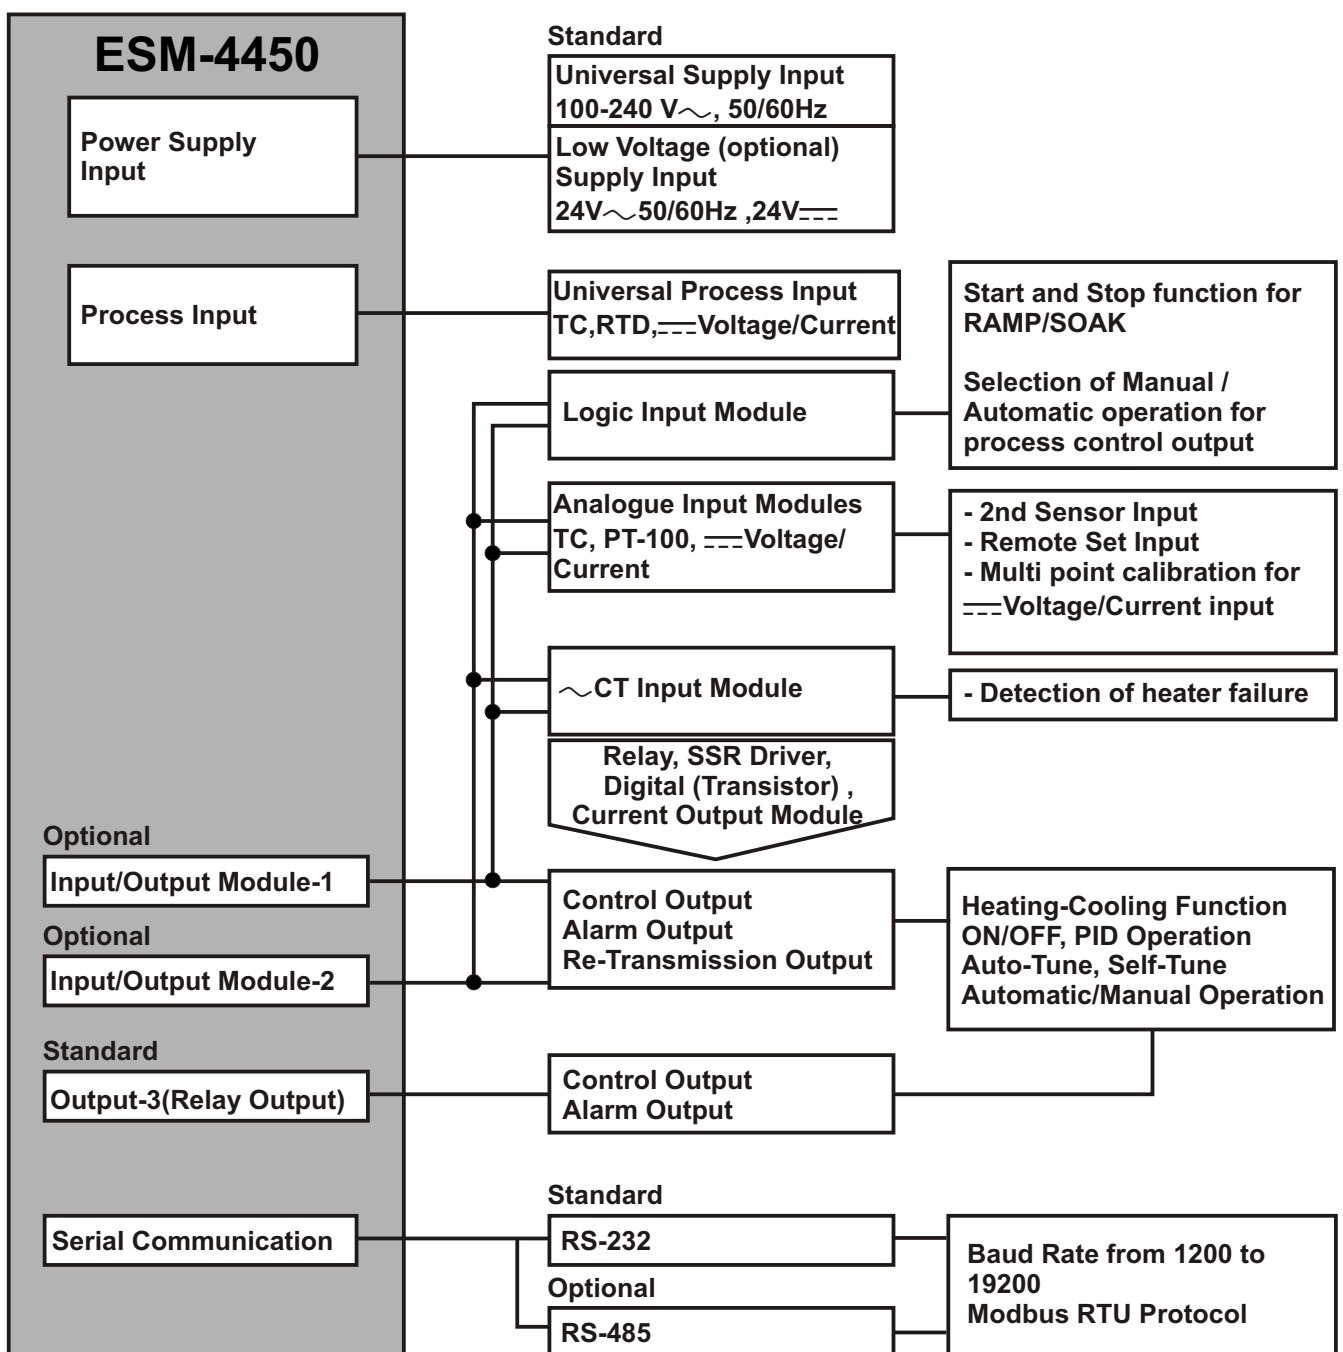 ESM-4450
Power Supply
Input
Standard
Universal Supply Input
100-240 V～, 50/60Hz
Low Voltage (optional)
Supply Input
24V～50/60Hz ,24V⎓
Process Input
Universal Process Input
TC,RTD,⎓Voltage/Current
Logic Input Module
Start and Stop function for
RAMP/SOAK
Selection of Manual /
Automatic operation for
process control output
Analogue Input Modules
TC, PT-100, ⎓Voltage/
Current
- 2nd Sensor Input
- Remote Set Input
- Multi point calibration for
⎓Voltage/Current input
～CT Input Module
- Detection of heater failure
Relay, SSR Driver,
Digital (Transistor) ,
Current Output Module
Optional
Input/Output Module-1
Optional
Input/Output Module-2
Control Output
Alarm Output
Re-Transmission Output
Heating-Cooling Function
ON/OFF, PID Operation
Auto-Tune, Self-Tune
Automatic/Manual Operation
Standard
Output-3(Relay Output)
Control Output
Alarm Output
Serial Communication
Standard
RS-232
Optional
RS-485
Baud Rate from 1200 to
19200
Modbus RTU Protocol